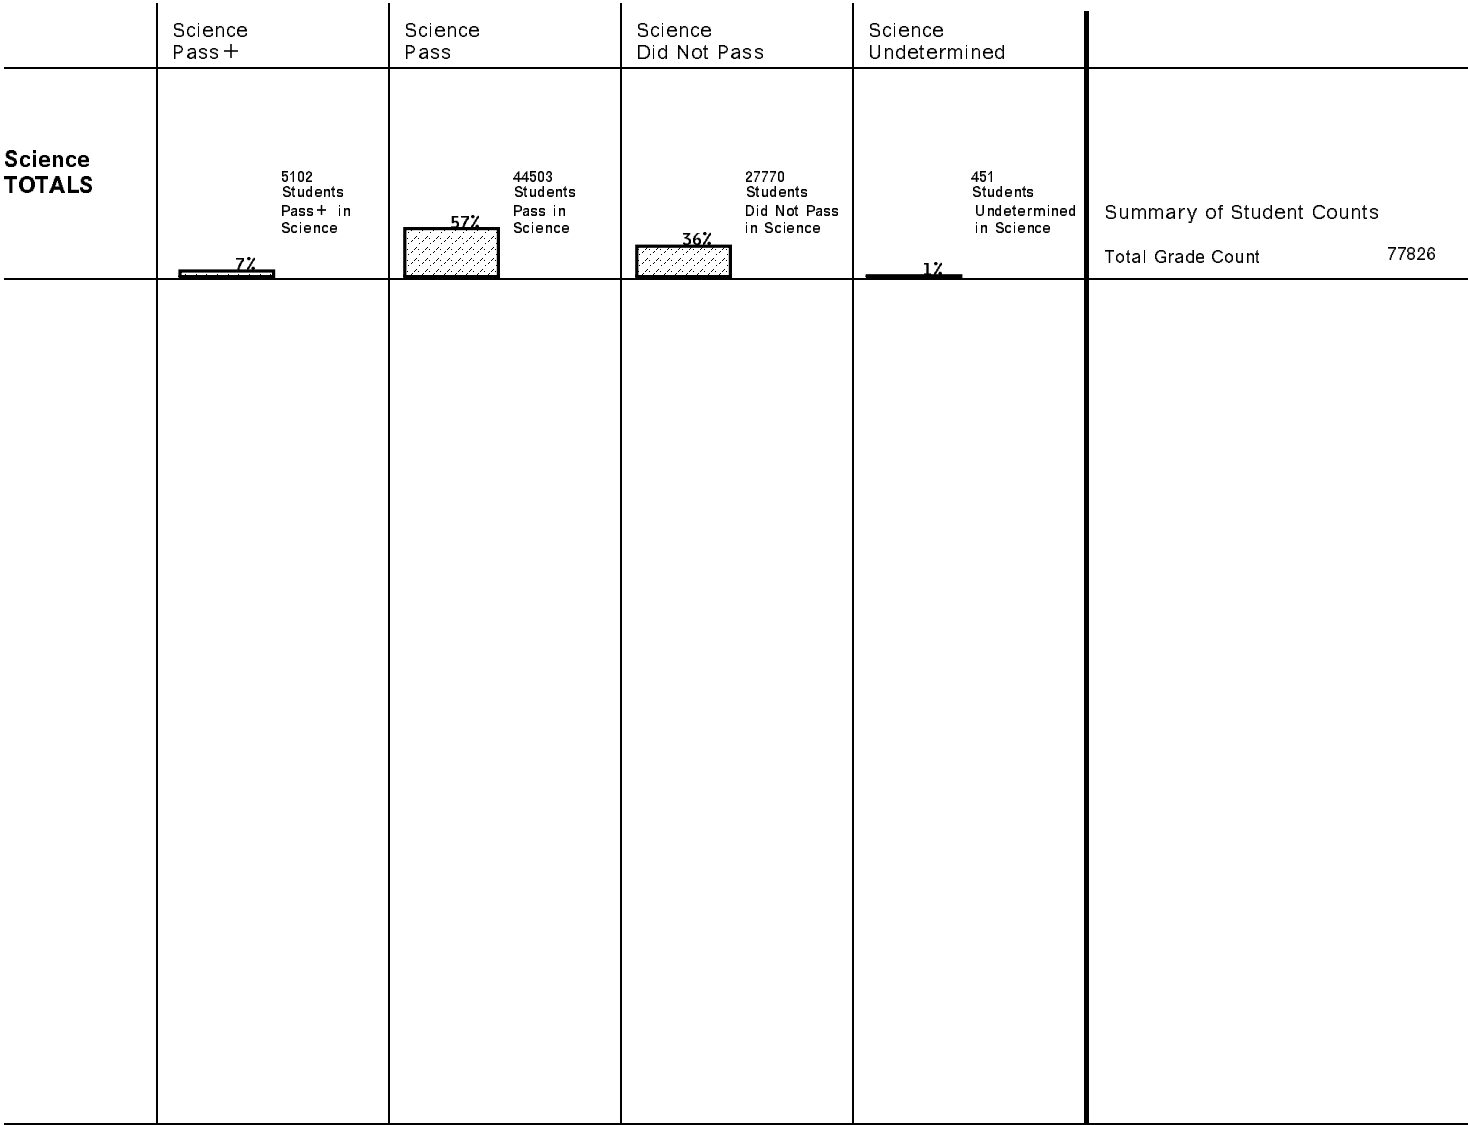 Science
Pass+
Science
Pass
Science
Did Not Pass
Science
Undetermined
Science
TOTALS
5102
Students
Pass+ in
Science
7%
44503
Students
Pass in
Science
57%
27770
Students
Did Not Pass
in Science
36%
451
Students
Undetermined
in Science
1%
Summary of Student Counts
Total Grade Count 77826